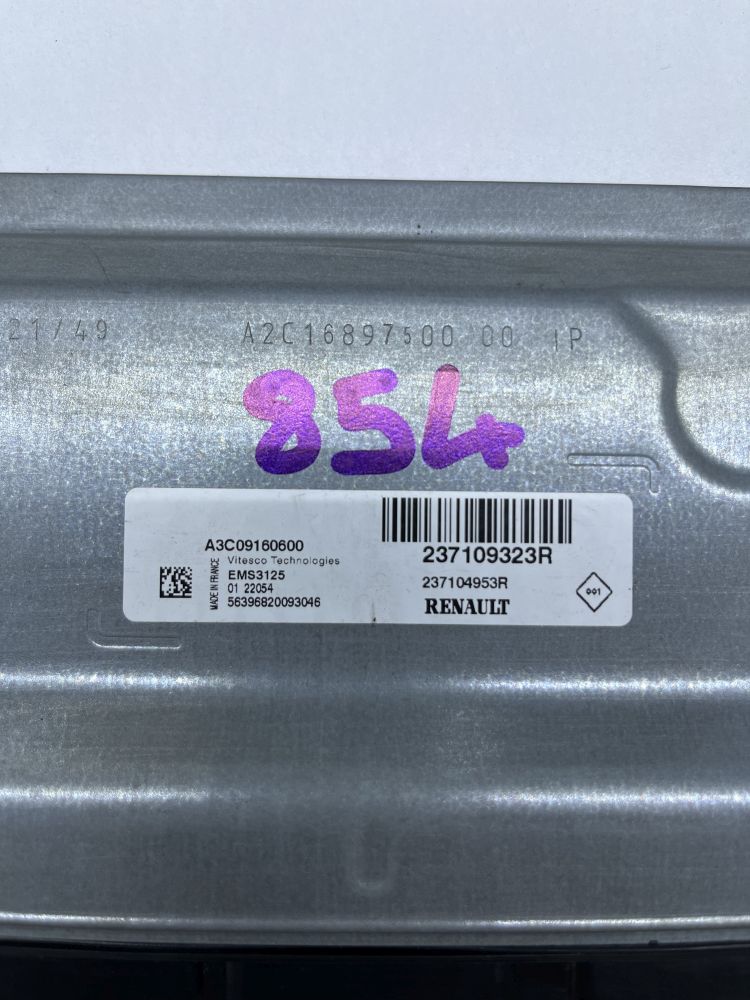 21/49 A2C16897500 00 IP
854
A3C09160600
Vitesco Technologies
EMS3125
01 22054
56396820093046
MADE IN FRANCE
237109323R
237104953R
RENAULT
001